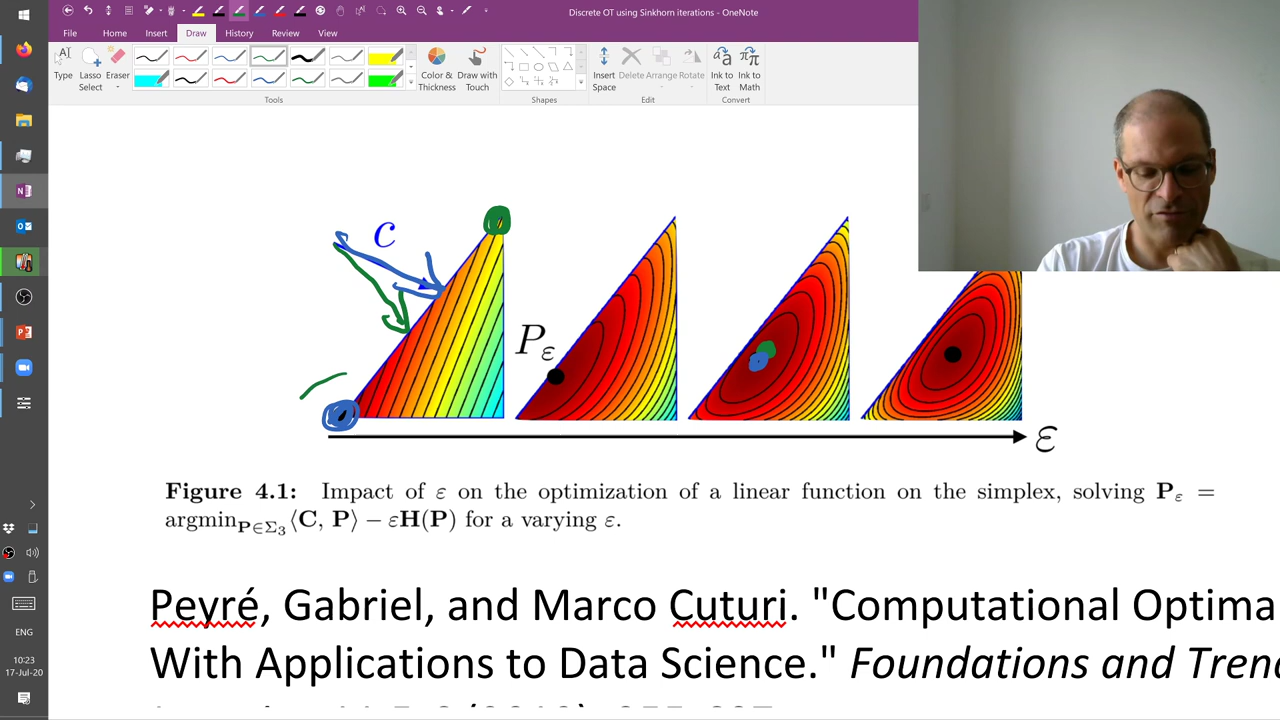 Discrete OT using Sinkhorn iterations - OneNote
File Home Insert Draw History Review View
Type
Lasso Select
Eraser
Color & Thickness
Draw with Touch
Insert Space
Delete
Arrange
Rotate
Ink to Text
Ink to Math
Tools
Shapes
Edit
Convert
c
Pε
ε
Figure 4.1: Impact of ε on the optimization of a linear function on the simplex, solving Pε =
argminP∈Σ3 ⟨C, P⟩ − εH(P) for a varying ε.
Peyré, Gabriel, and Marco Cuturi. "Computational Optima
With Applications to Data Science." Foundations and Trend
ENG
10:23
17-Jul-20